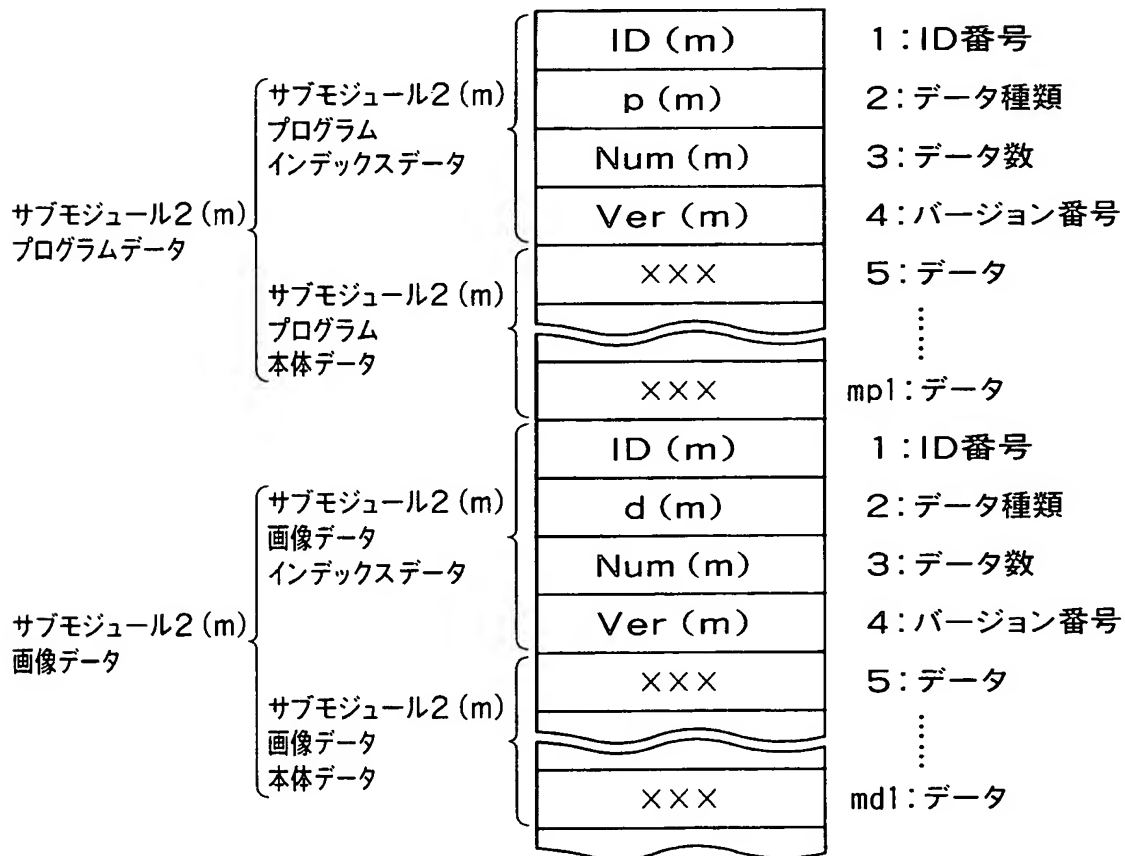 サブモジュール2(m)
プログラムデータ
サブモジュール2(m)
プログラム
インデックスデータ
ID(m) 1:ID番号
p(m) 2:データ種類
Num(m) 3:データ数
Ver(m) 4:バージョン番号
サブモジュール2(m)
プログラム
本体データ
××× 5:データ
××× mp1:データ
サブモジュール2(m)
画像データ
サブモジュール2(m)
画像データ
インデックスデータ
ID(m) 1:ID番号
d(m) 2:データ種類
Num(m) 3:データ数
Ver(m) 4:バージョン番号
サブモジュール2(m)
画像データ
本体データ
××× 5:データ
××× md1:データ